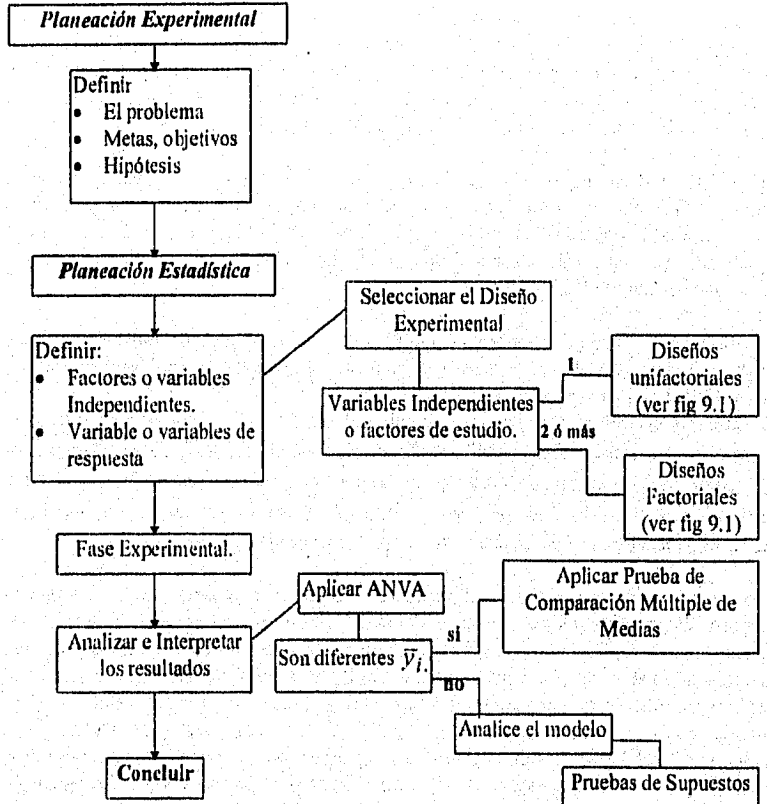 Planeación Experimental
Definir
• El problema
• Metas, objetivos
• Hipótesis
Planeación Estadística
Definir:
• Factores o variables
Independientes.
• Variable o variables de
respuesta
Seleccionar el Diseño
Experimental
Variables Independientes
o factores de estudio.
1
Diseños
unifactoriales
(ver fig 9.1)
2 ó más
Diseños
Factoriales
(ver fig 9.1)
Fase Experimental.
Analizar e Interpretar
los resultados
Aplicar ANVA
Son diferentes ȳi.
si
Aplicar Prueba de
Comparación Múltiple de
Medias
no
Analice el modelo
Pruebas de Supuestos
Concluir